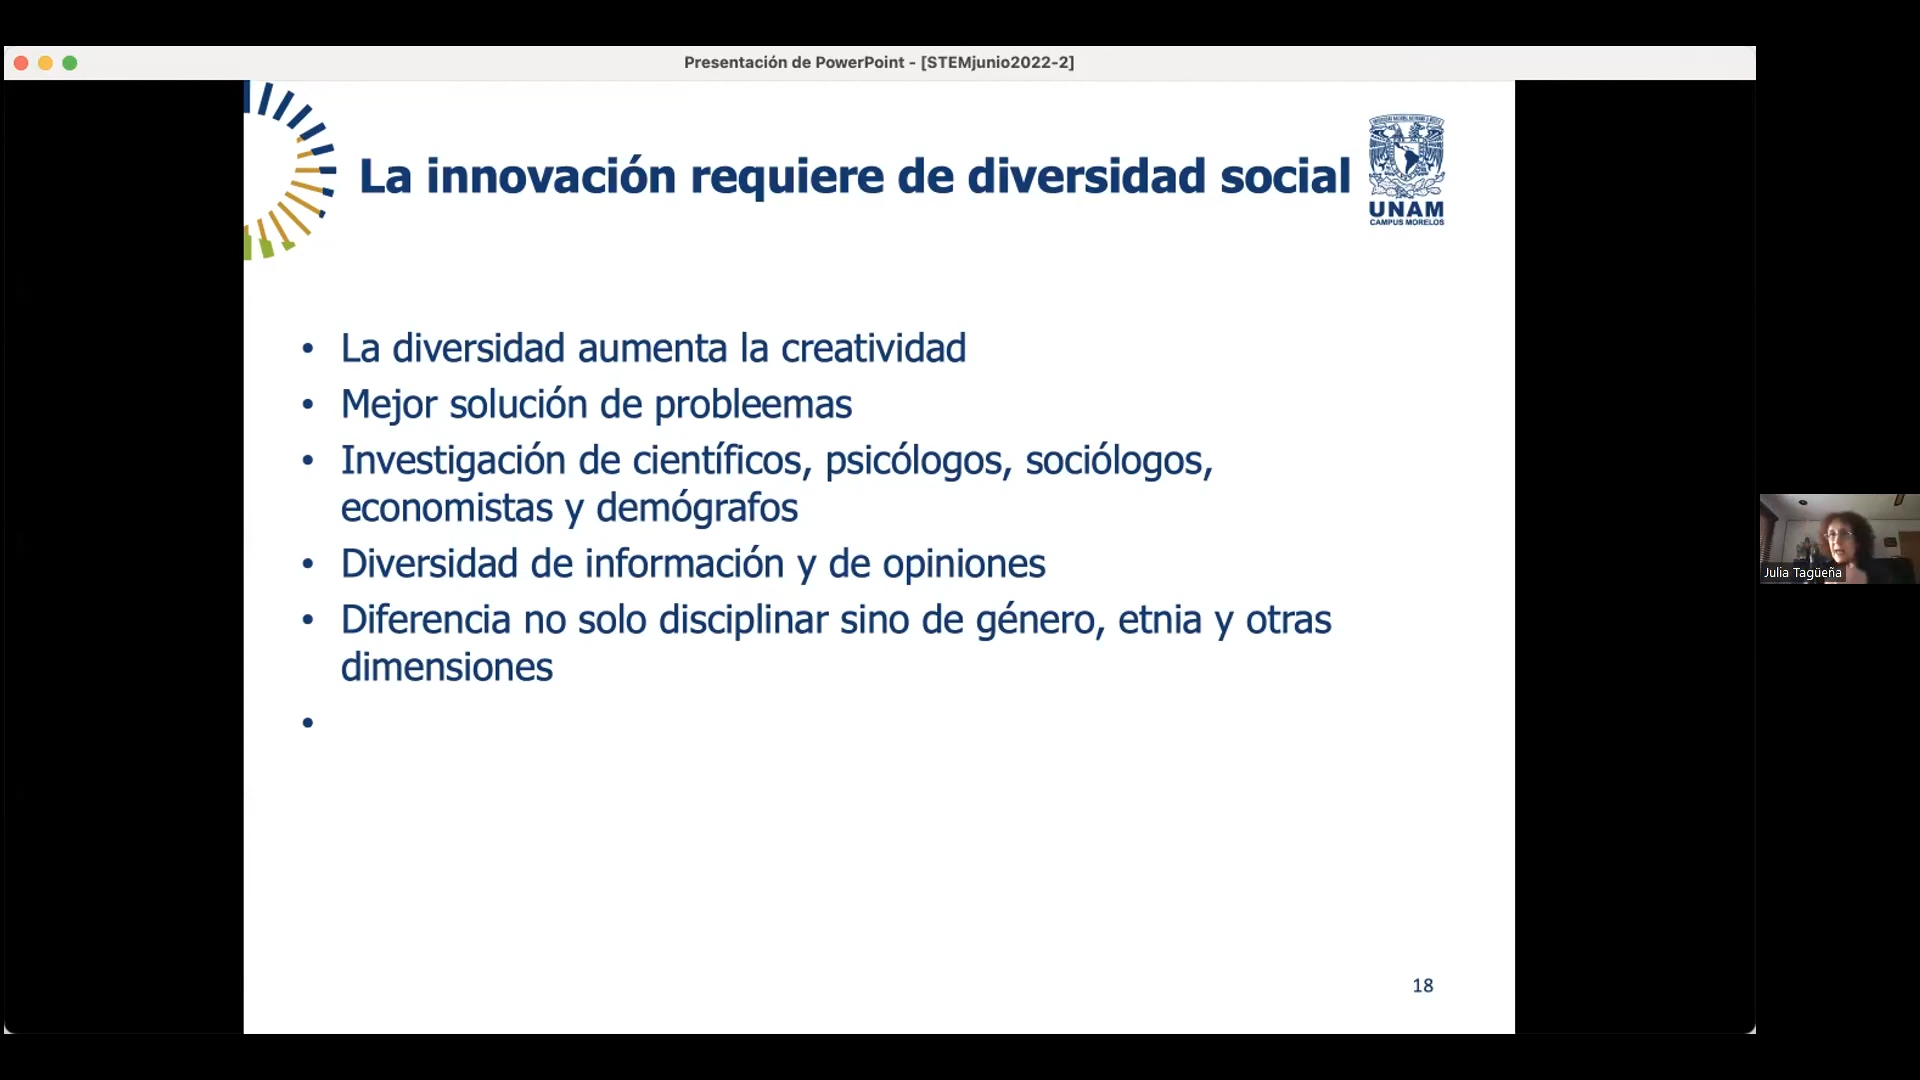 Presentación de PowerPoint - [STEMjunio2022-2]
La innovación requiere de diversidad social
UNAM
CAMPUS MORELOS
• La diversidad aumenta la creatividad
• Mejor solución de probleemas
• Investigación de científicos, psicólogos, sociólogos,
economistas y demógrafos
• Diversidad de información y de opiniones
• Diferencia no solo disciplinar sino de género, etnia y otras
dimensiones
•
Julia Tagüeña
18